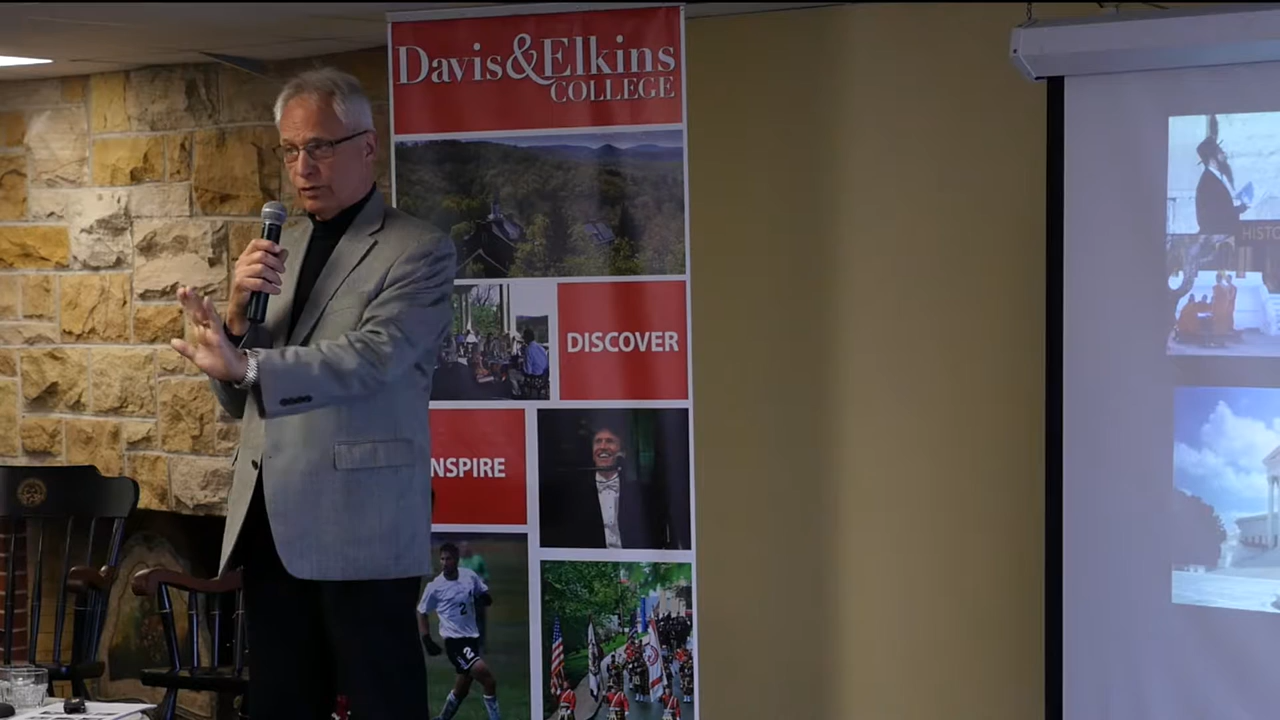 Davis&Elkins
COLLEGE
DISCOVER
NSPIRE
HISTO
2
2